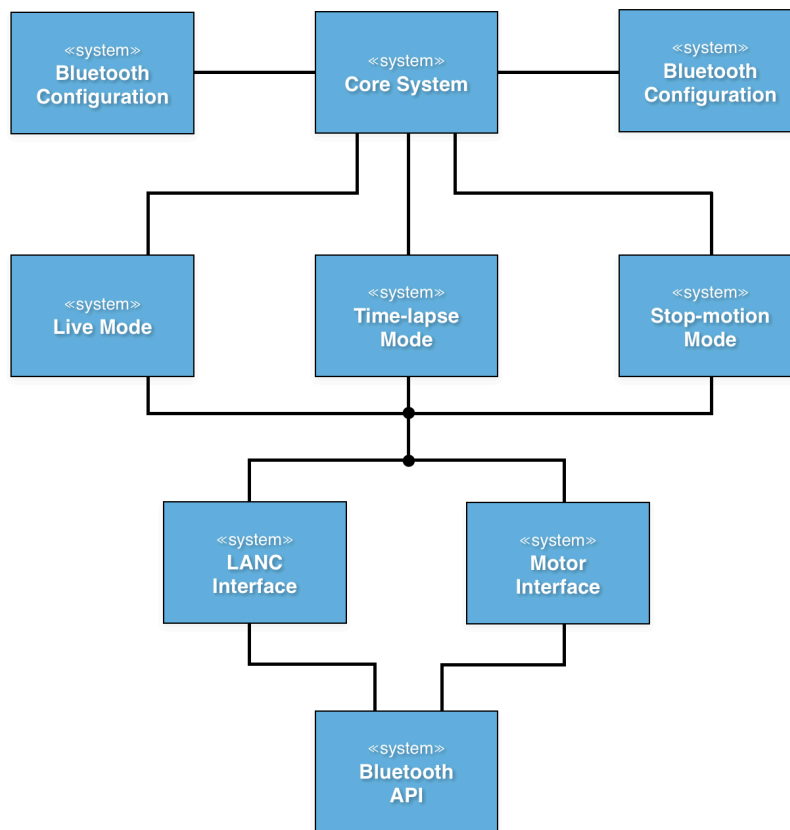 ≪system≫
Bluetooth
Configuration
≪system≫
Core System
≪system≫
Bluetooth
Configuration
≪system≫
Live Mode
≪system≫
Time-lapse
Mode
≪system≫
Stop-motion
Mode
≪system≫
LANC
Interface
≪system≫
Motor
Interface
≪system≫
Bluetooth
API